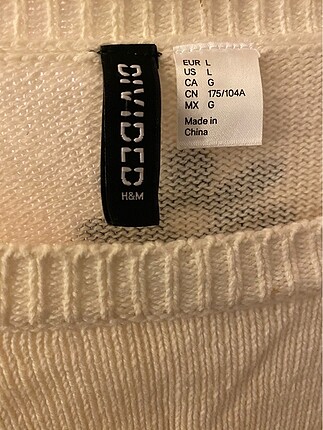 DIVIDED
H&M
EUR L
US L
CA G
CN 175/104A
MX G
Made in
China